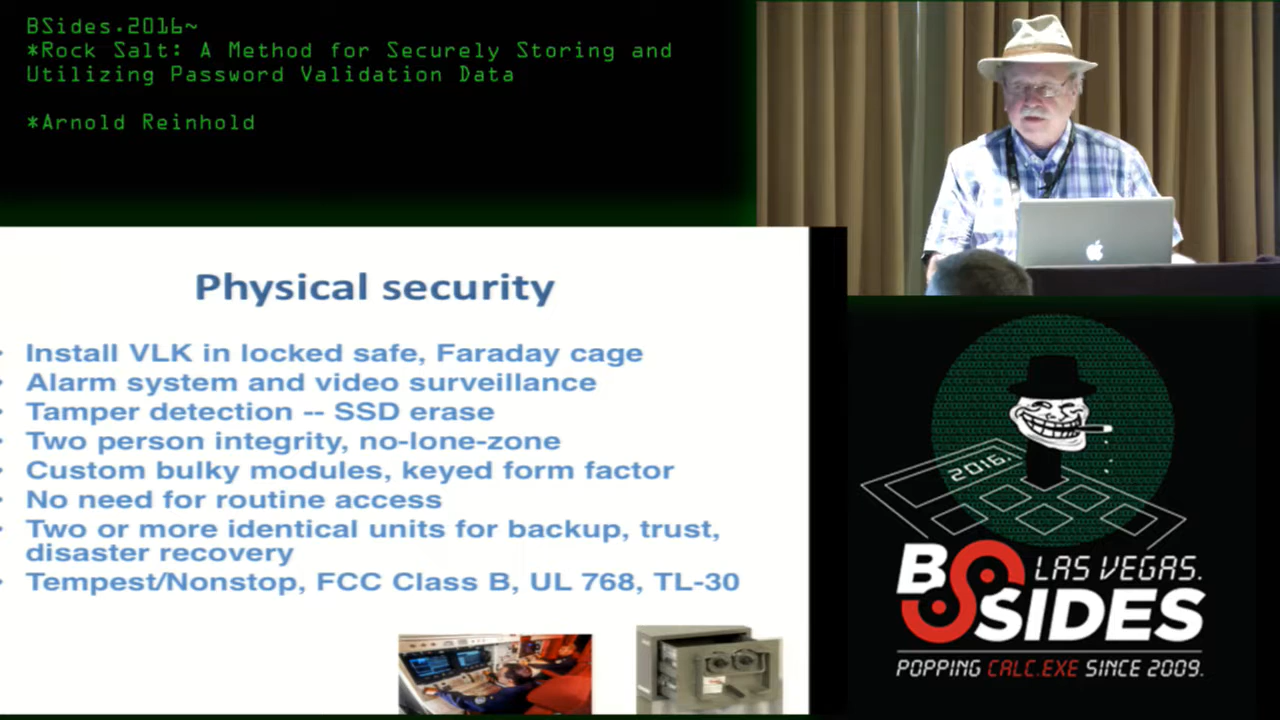 BSides.2016~
*Rock Salt: A Method for Securely Storing and
Utilizing Password Validation Data
*Arnold Reinhold
Physical security
Install VLK in locked safe, Faraday cage
Alarm system and video surveillance
Tamper detection -- SSD erase
Two person integrity, no-lone-zone
Custom bulky modules, keyed form factor
No need for routine access
Two or more identical units for backup, trust,
disaster recovery
Tempest/Nonstop, FCC Class B, UL 768, TL-30
2016.
BSIDES
LAS VEGAS.
POPPING CALC.EXE SINCE 2009.